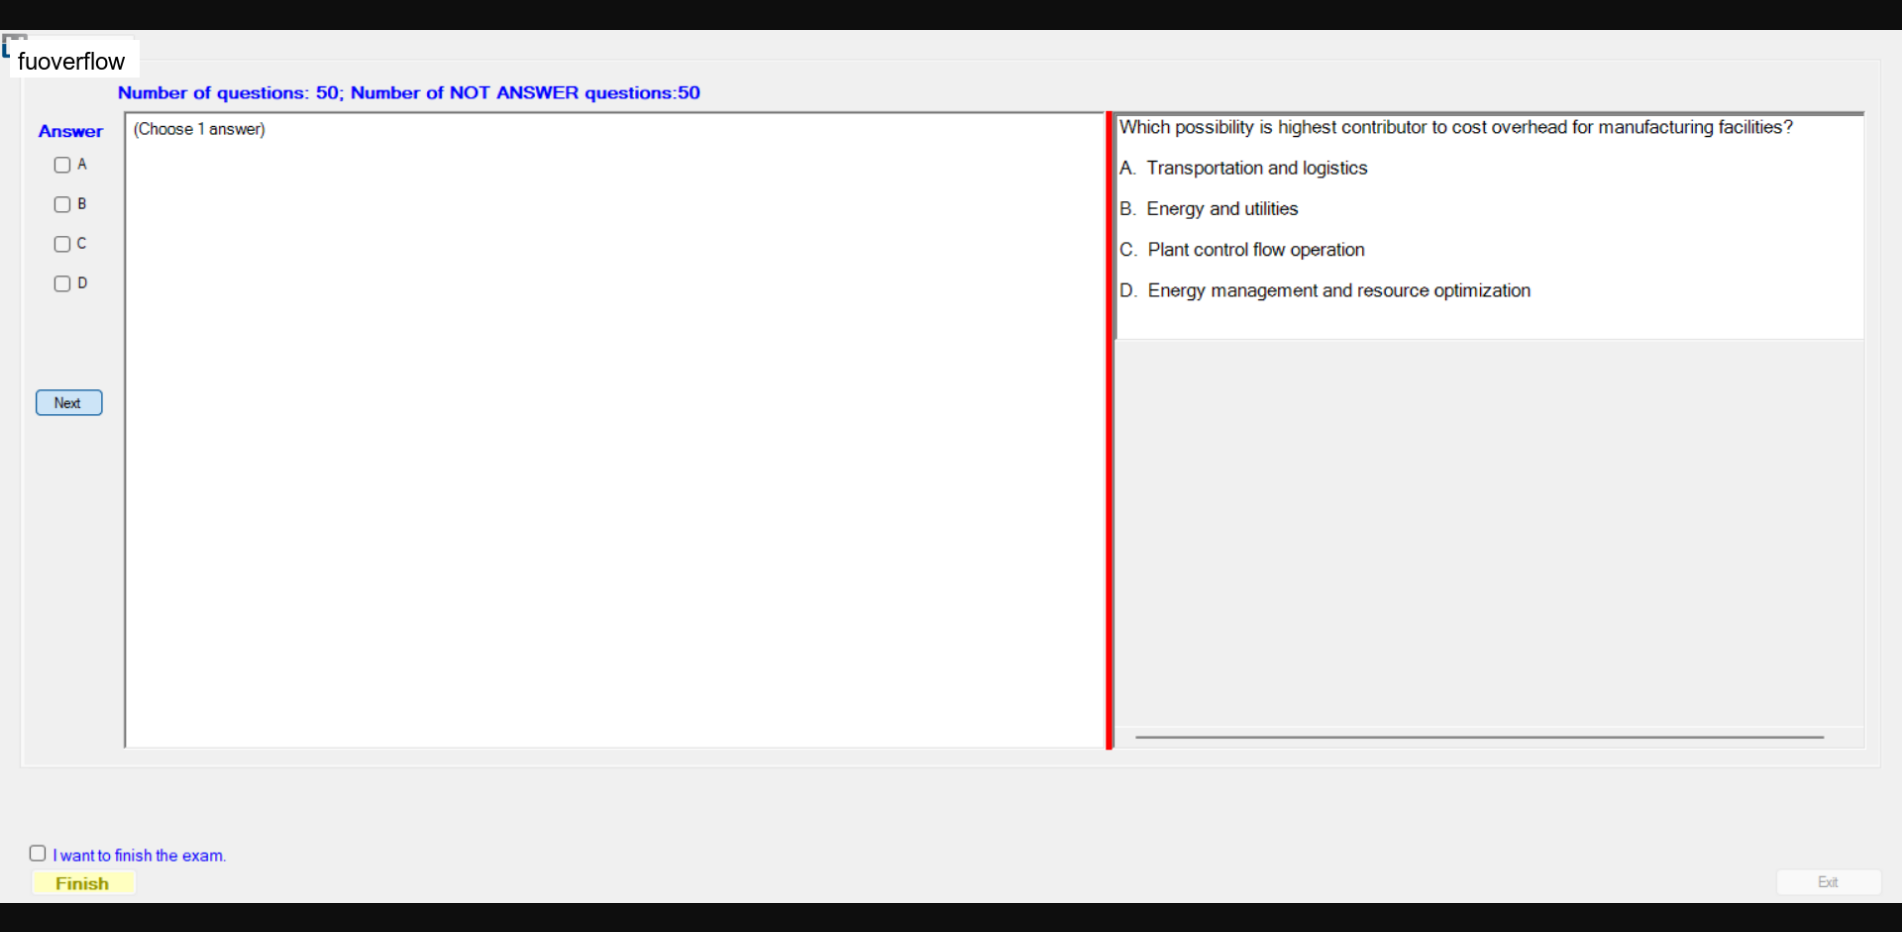 fuoverflow
Number of questions: 50; Number of NOT ANSWER questions:50
Answer
A
B
C
D
Next
(Choose 1 answer)
Which possibility is highest contributor to cost overhead for manufacturing facilities?
A. Transportation and logistics
B. Energy and utilities
C. Plant control flow operation
D. Energy management and resource optimization
I want to finish the exam.
Finish
Exit